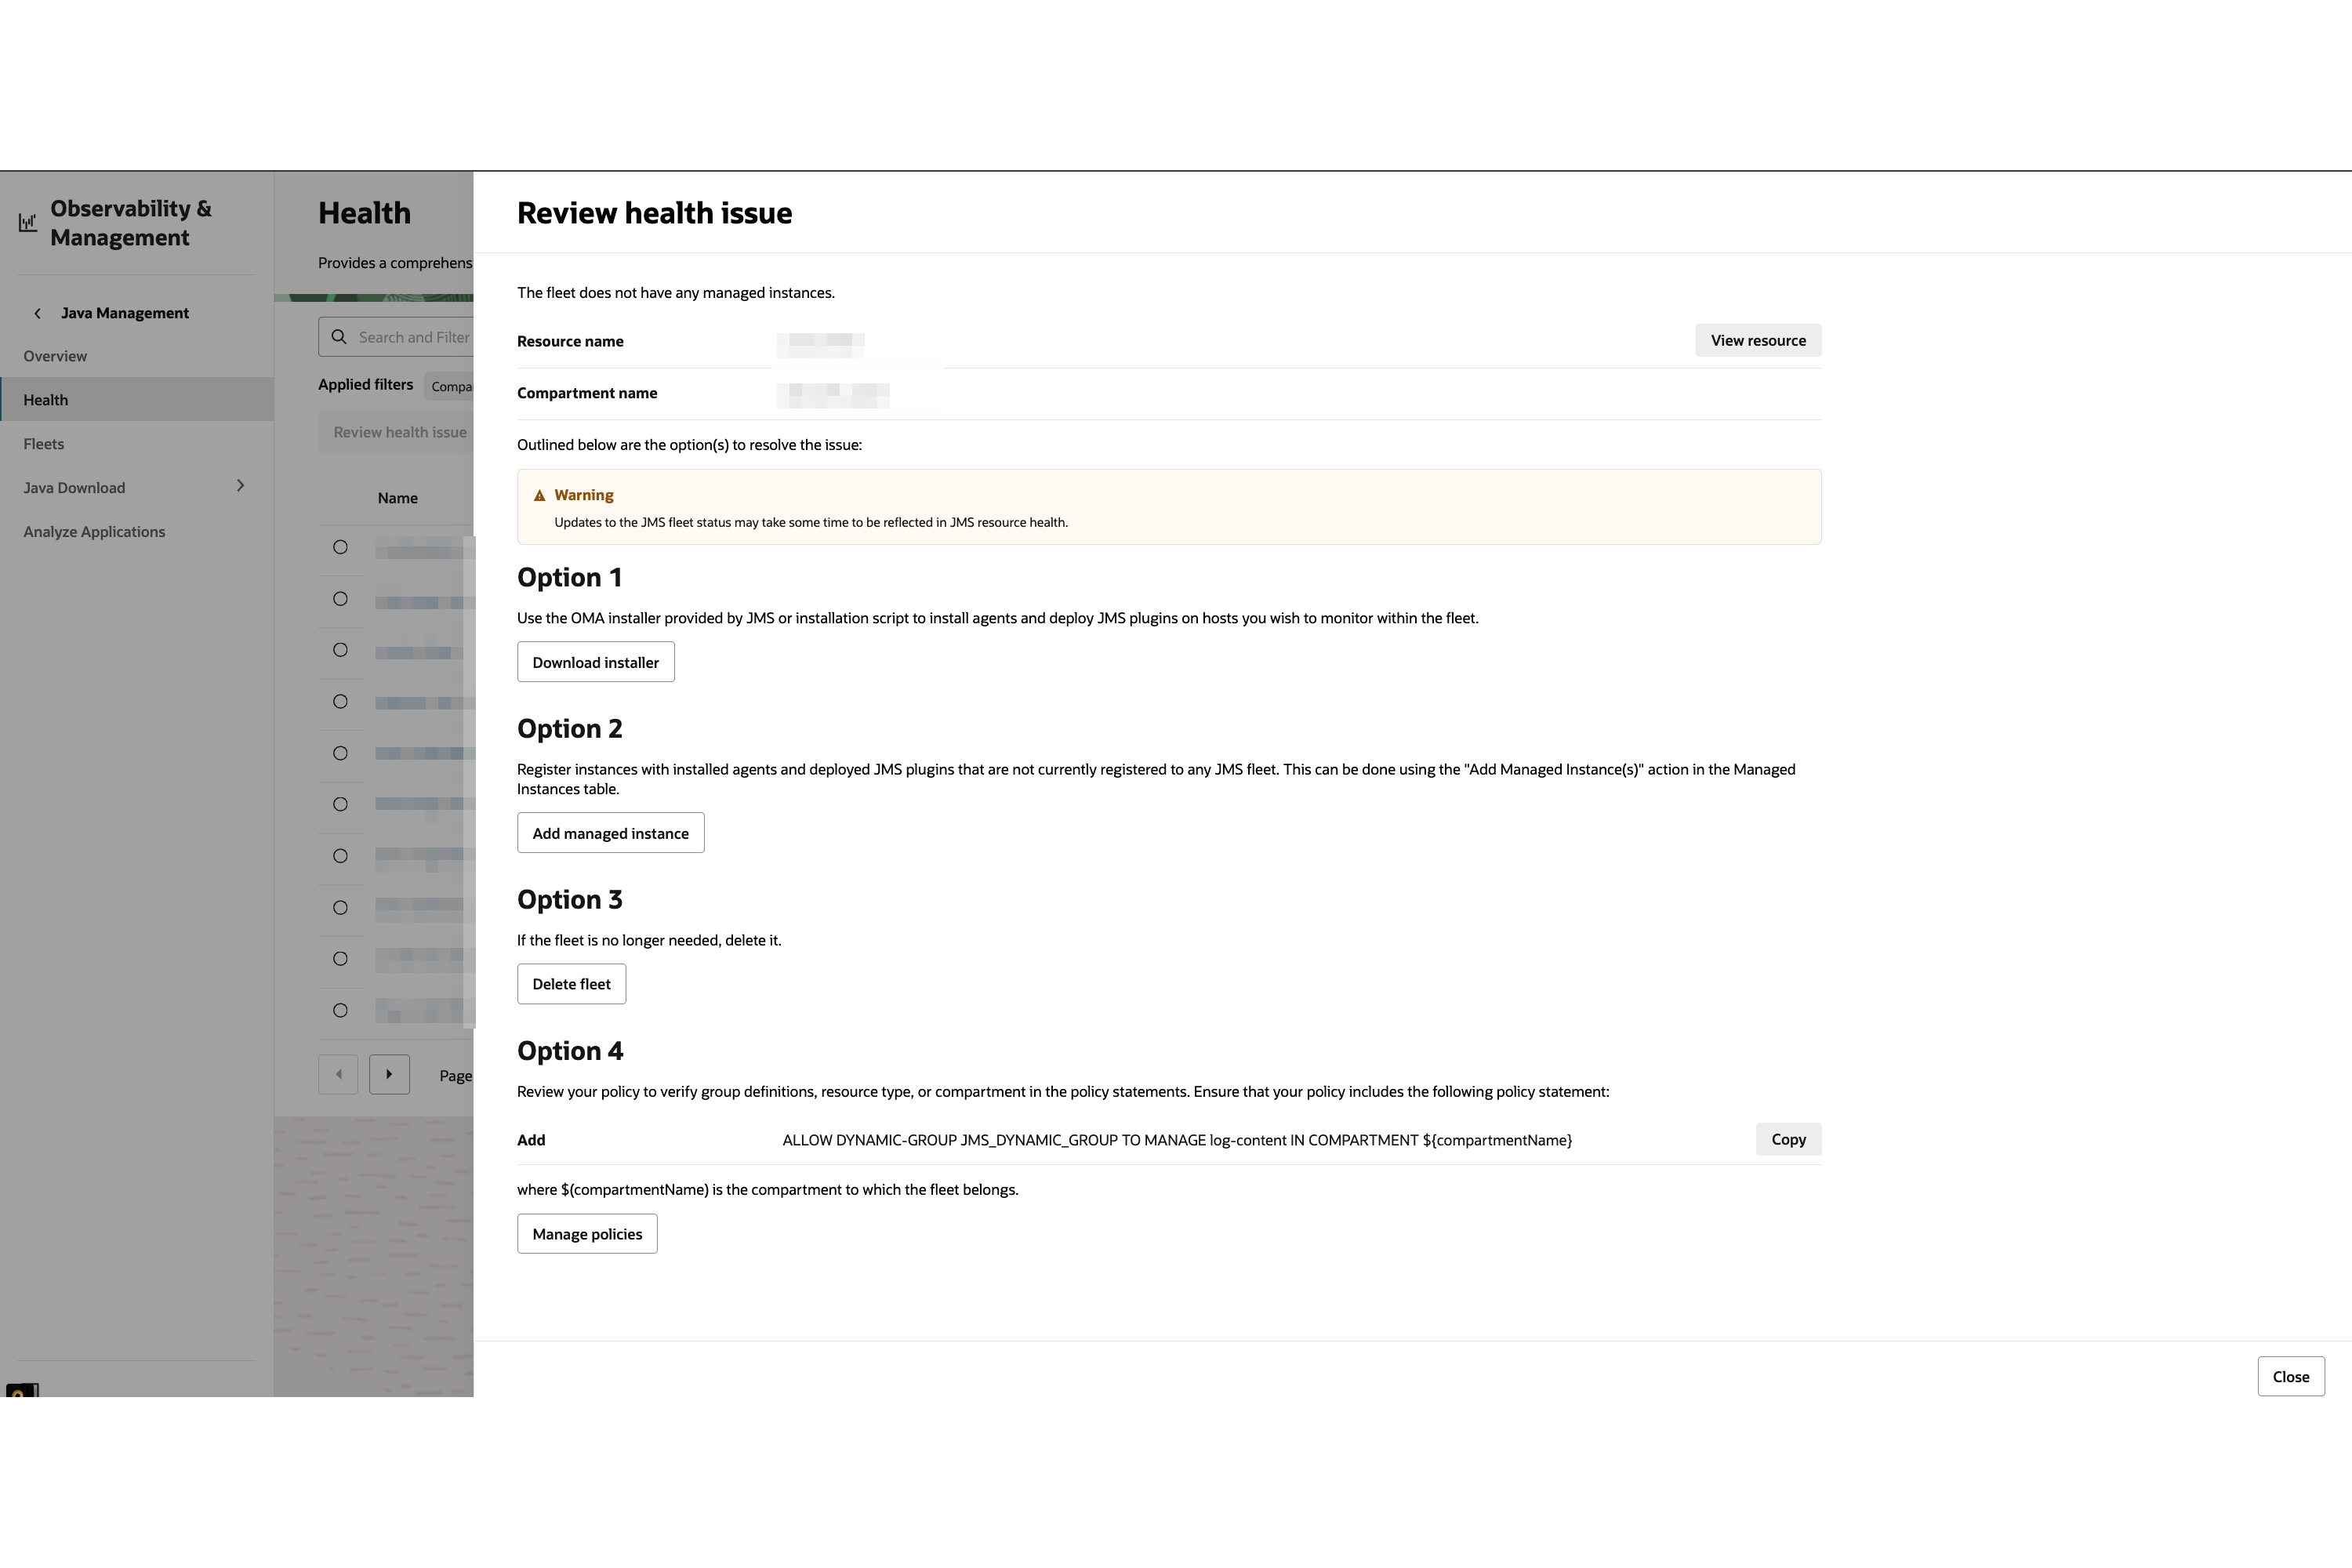 Observability &
Management
Java Management
Overview
Health
Fleets
Java Download
Analyze Applications
Health
Provides a comprehens
Search and Filter
Applied filters
Compa
Review health issue
Name
Page
Review health issue
The fleet does not have any managed instances.
Resource name
View resource
Compartment name
Outlined below are the option(s) to resolve the issue:
Warning
Updates to the JMS fleet status may take some time to be reflected in JMS resource health.
Option 1
Use the OMA installer provided by JMS or installation script to install agents and deploy JMS plugins on hosts you wish to monitor within the fleet.
Download installer
Option 2
Register instances with installed agents and deployed JMS plugins that are not currently registered to any JMS fleet. This can be done using the "Add Managed Instance(s)" action in the Managed
Instances table.
Add managed instance
Option 3
If the fleet is no longer needed, delete it.
Delete fleet
Option 4
Review your policy to verify group definitions, resource type, or compartment in the policy statements. Ensure that your policy includes the following policy statement:
Add ALLOW DYNAMIC-GROUP JMS_DYNAMIC_GROUP TO MANAGE log-content IN COMPARTMENT ${compartmentName} Copy
where $(compartmentName) is the compartment to which the fleet belongs.
Manage policies
Close